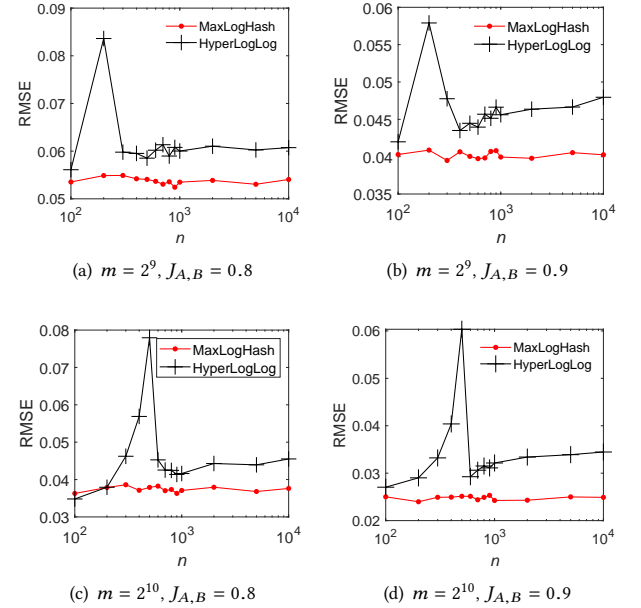 0.09
0.08
0.07
0.06
0.05
RMSE
MaxLogHash
HyperLogLog
10^2
10^3
10^4
n
(a) m = 2^9, J_{A,B} = 0.8
0.06
0.055
0.05
0.045
0.04
0.035
RMSE
MaxLogHash
HyperLogLog
10^2
10^3
10^4
n
(b) m = 2^9, J_{A,B} = 0.9
0.08
0.07
0.06
0.05
0.04
0.03
RMSE
MaxLogHash
HyperLogLog
10^2
10^3
10^4
n
(c) m = 2^{10}, J_{A,B} = 0.8
0.06
0.05
0.04
0.03
0.02
RMSE
MaxLogHash
HyperLogLog
10^2
10^3
10^4
n
(d) m = 2^{10}, J_{A,B} = 0.9